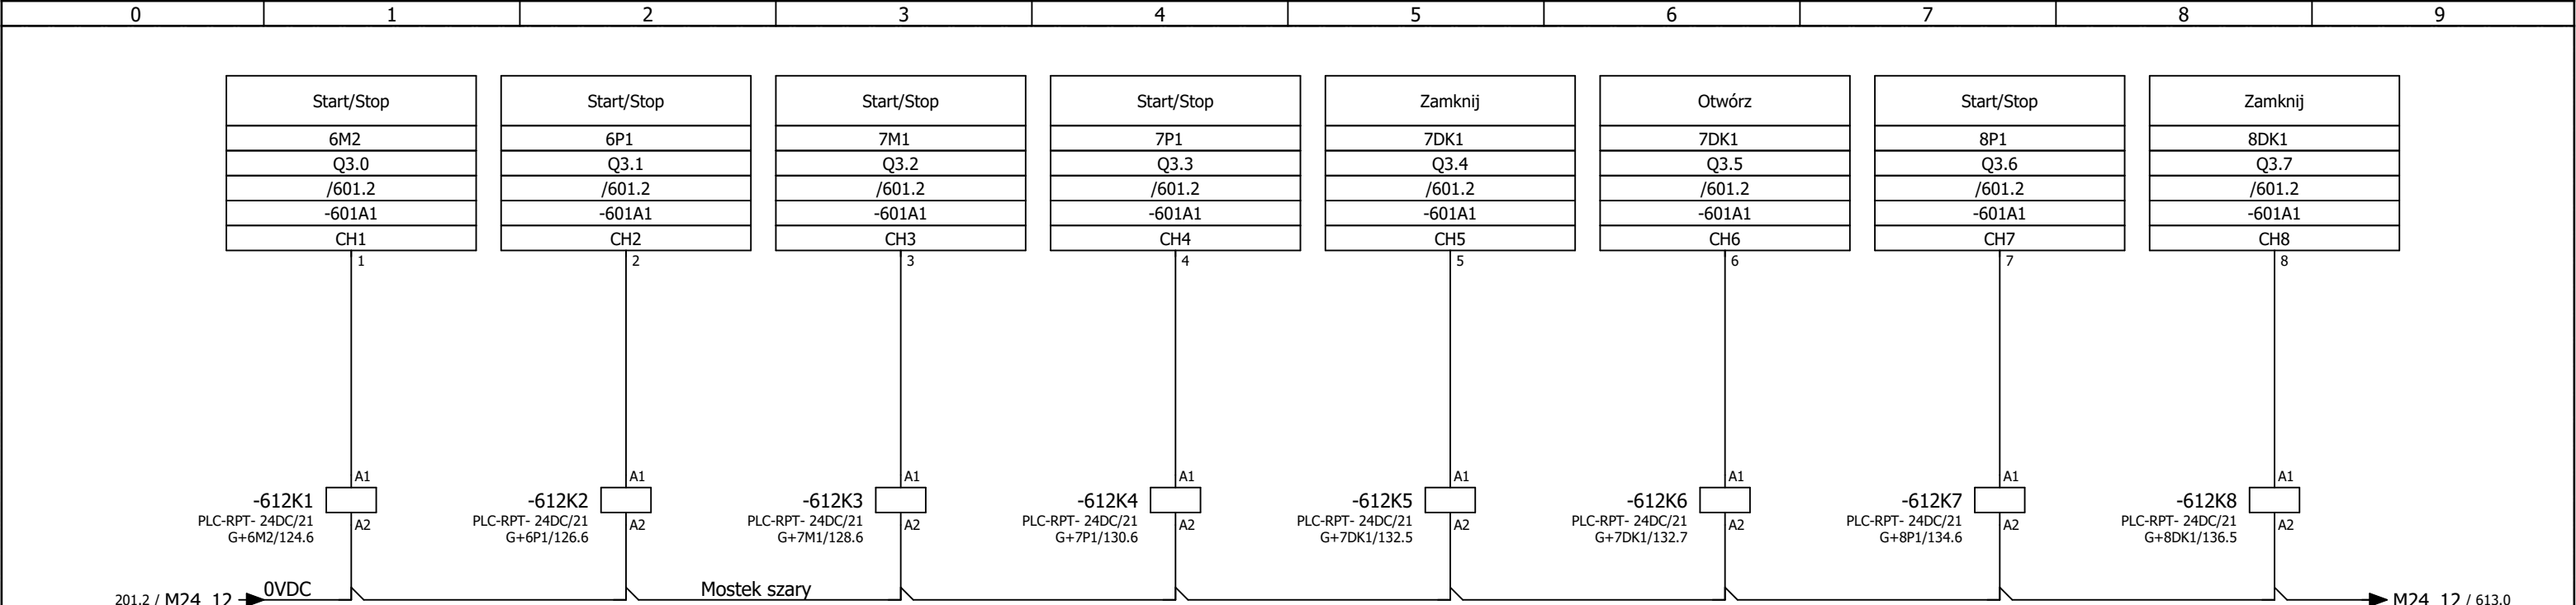 0 1 2 3 4 5 6 7 8 9
Start/Stop Start/Stop Start/Stop Start/Stop Zamknij Otwórz Start/Stop Zamknij
6M2 6P1 7M1 7P1 7DK1 7DK1 8P1 8DK1
Q3.0 Q3.1 Q3.2 Q3.3 Q3.4 Q3.5 Q3.6 Q3.7
/601.2 /601.2 /601.2 /601.2 /601.2 /601.2 /601.2 /601.2
-601A1 -601A1 -601A1 -601A1 -601A1 -601A1 -601A1 -601A1
CH1 CH2 CH3 CH4 CH5 CH6 CH7 CH8
1 2 3 4 5 6 7 8
A1 A1 A1 A1 A1 A1 A1 A1
-612K1 -612K2 -612K3 -612K4 -612K5 -612K6 -612K7 -612K8
PLC-RPT- 24DC/21 A2 PLC-RPT- 24DC/21 A2 PLC-RPT- 24DC/21 A2 PLC-RPT- 24DC/21 A2 PLC-RPT- 24DC/21 A2 PLC-RPT- 24DC/21 A2 PLC-RPT- 24DC/21 A2 PLC-RPT- 24DC/21 A2
G+6M2/124.6 G+6P1/126.6 G+7M1/128.6 G+7P1/130.6 G+7DK1/132.5 G+7DK1/132.7 G+8P1/134.6 G+8DK1/136.5
0VDC Mostek szary
201.2 / M24_12 M24_12 / 613.0